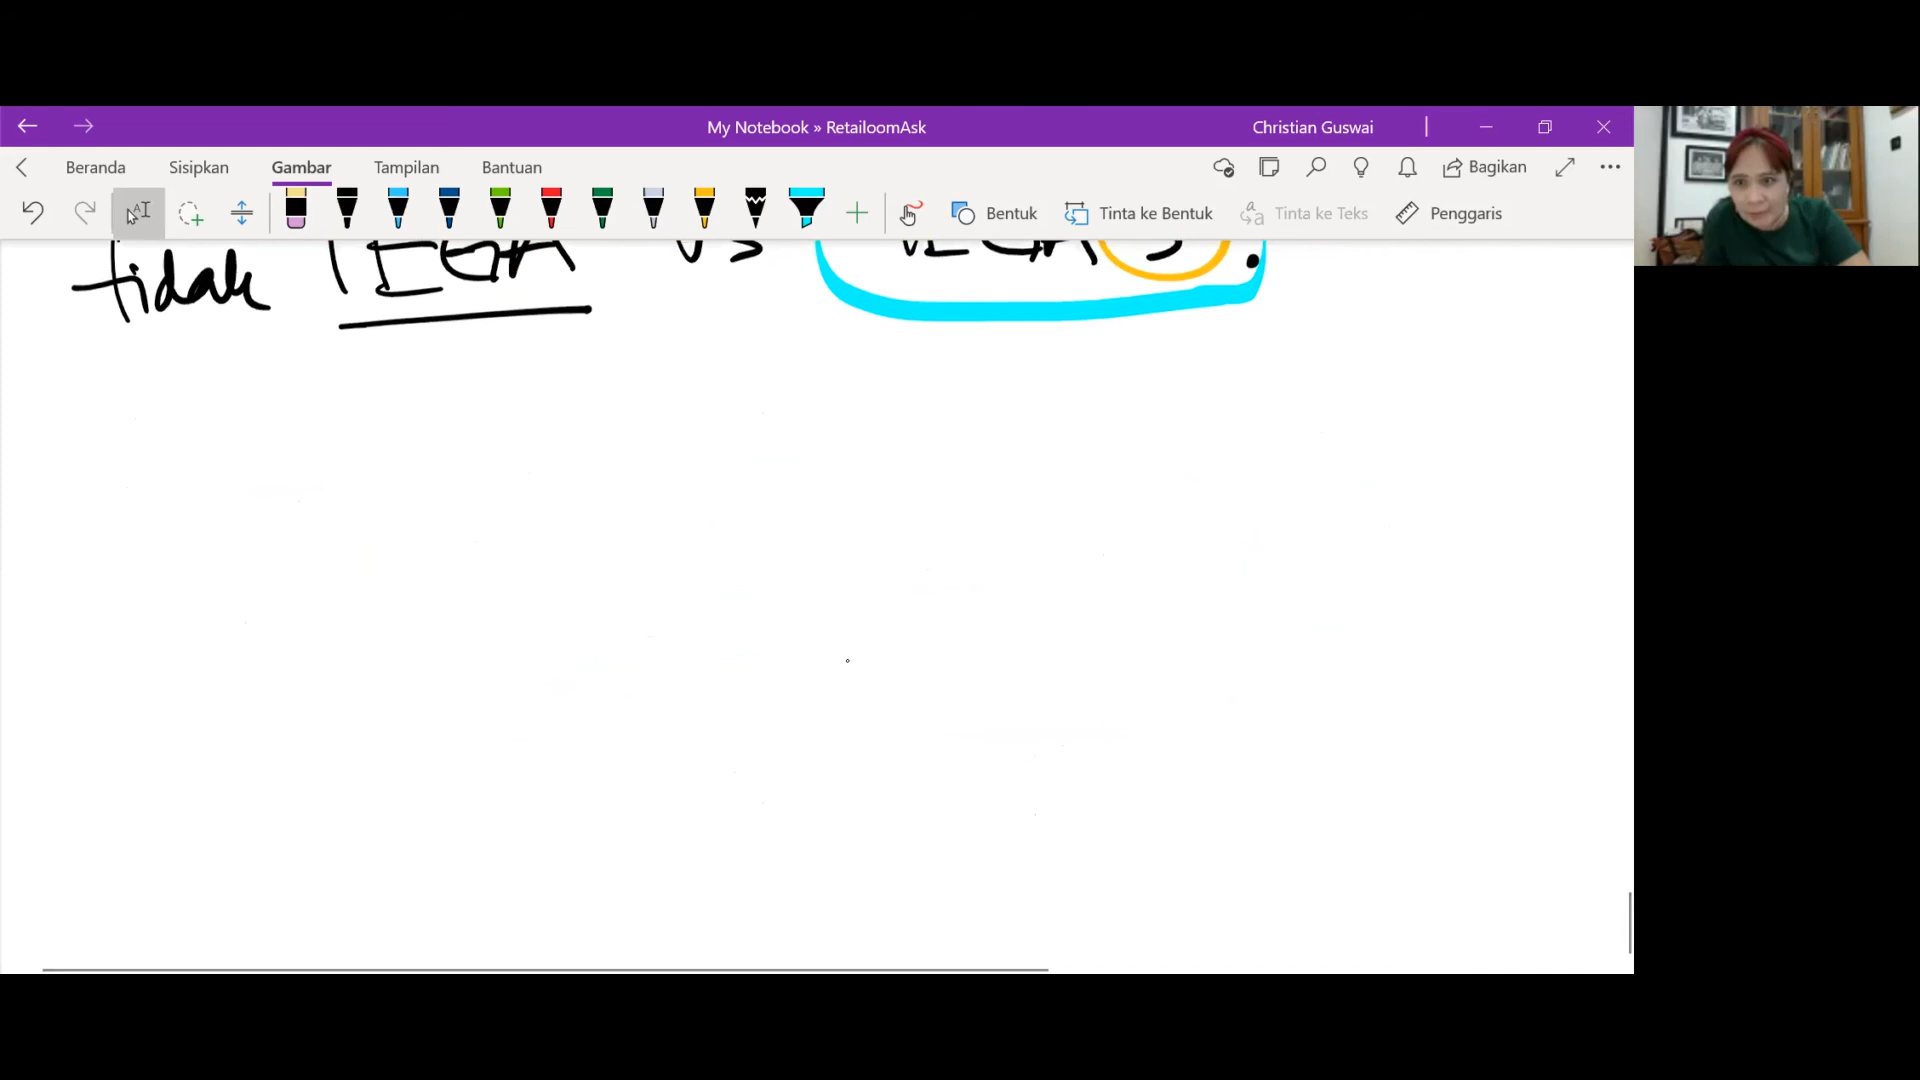 My Notebook » RetailoomAsk
Christian Guswai
Beranda Sisipkan Gambar Tampilan Bantuan
Bagikan
Bentuk Tinta ke Bentuk Tinta ke Teks Penggaris
tidak TEGA vs